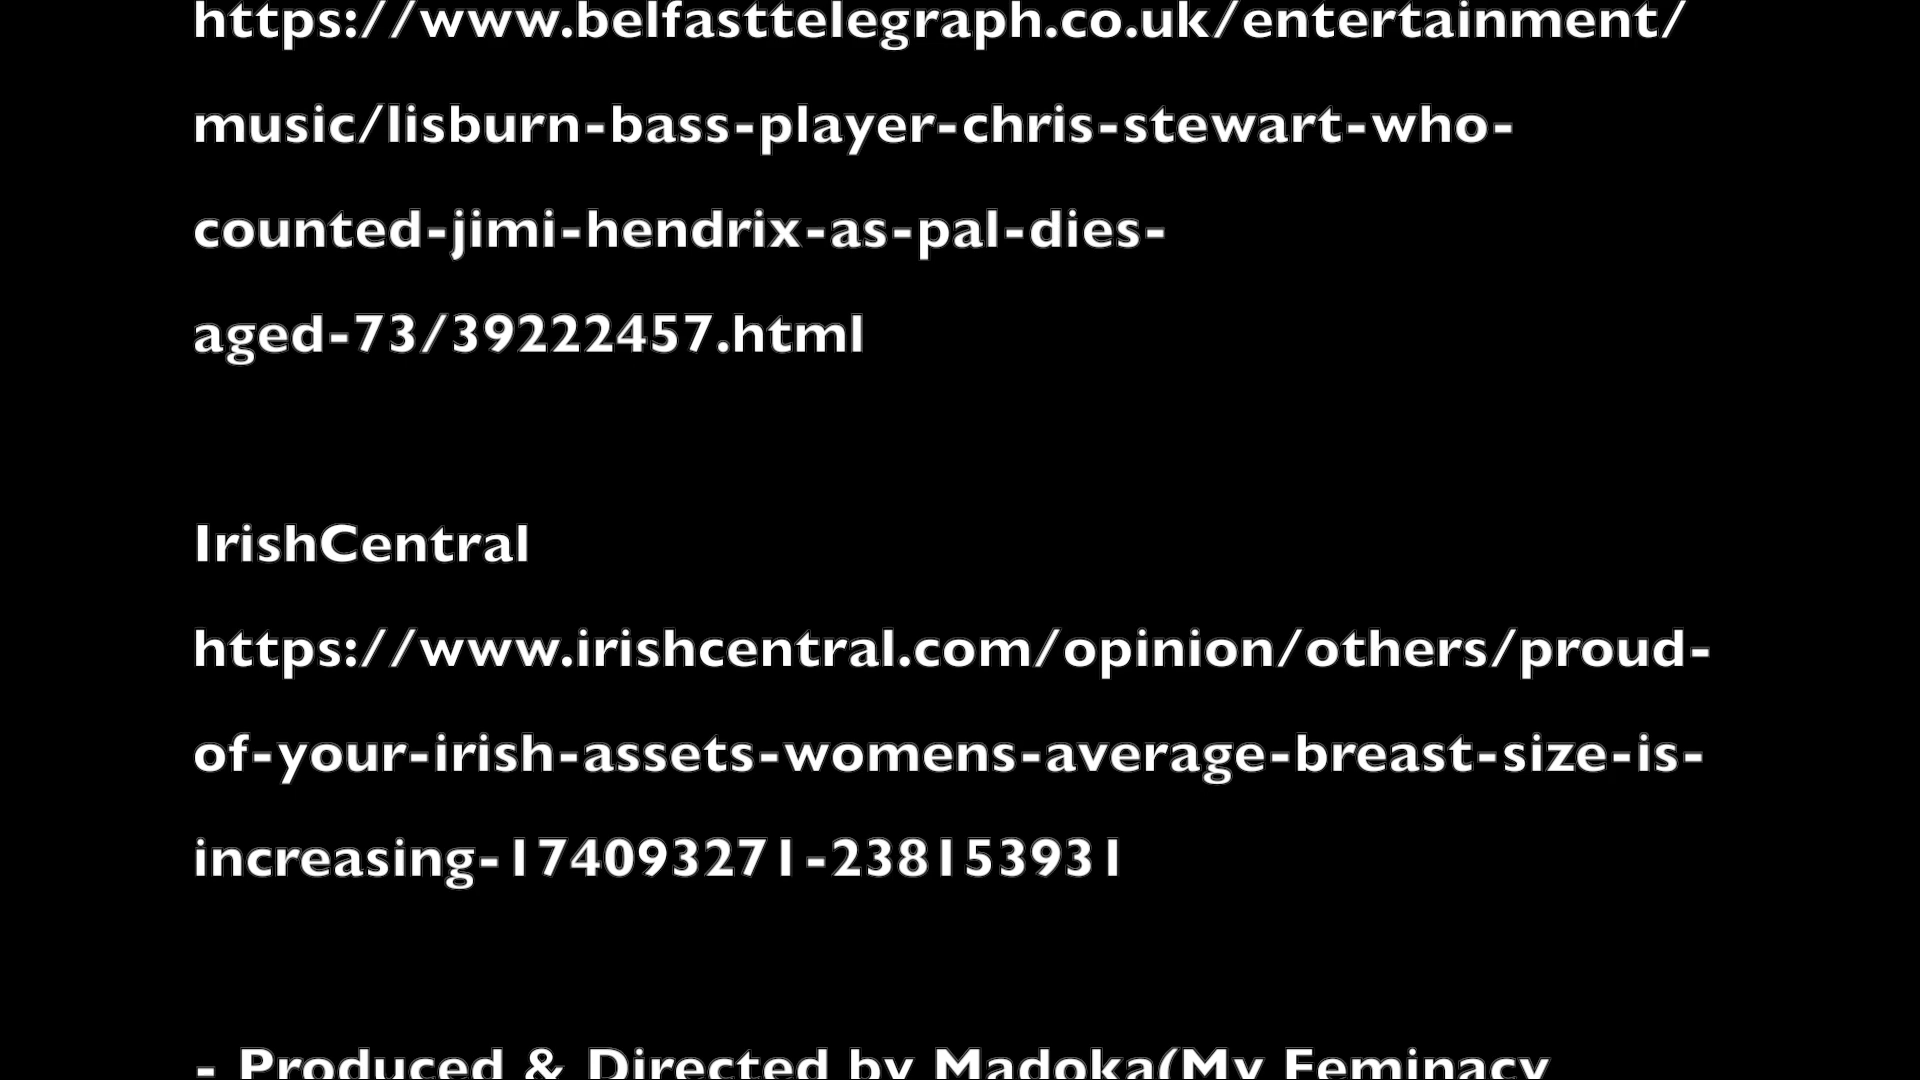 https://www.belfasttelegraph.co.uk/entertainment/
music/lisburn-bass-player-chris-stewart-who-
counted-jimi-hendrix-as-pal-dies-
aged-73/39222457.html
IrishCentral
https://www.irishcentral.com/opinion/others/proud-
of-your-irish-assets-womens-average-breast-size-is-
increasing-174093271-238153931
- Produced & Directed by Madoka(My Feminacy